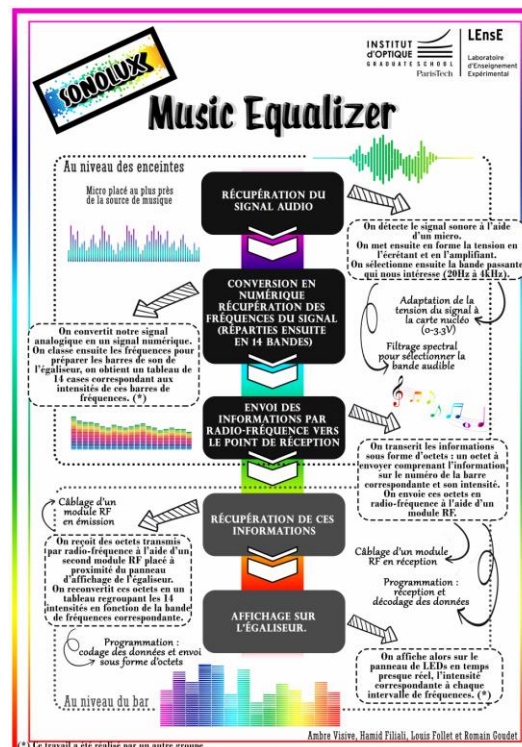 SONOLUX
INSTITUT
d'OPTIQUE
GRADUATE SCHOOL
ParisTech
LEnsE
Laboratoire
d'Enseignement
Expérimental
Music Equalizer
Au niveau des enceintes
Micro placé au plus près
de la source de musique
RÉCUPÉRATION DU
SIGNAL AUDIO
On détecte le signal sonore à l'aide
d'un micro.
On met ensuite en forme la tension en
l'écrétant et en l'amplifiant.
On sélectionne ensuite la bande passante
qui nous intéresse (20Hz à 4kHz).
CONVERSION EN
NUMÉRIQUE
RÉCUPÉRATION DES
FRÉQUENCES DU SIGNAL
(RÉPARTIES ENSUITE
EN 14 BANDES)
Adaptation de la
tension du signal à
la carte nucléo
(0-3.3V)
Filtrage spectral
pour sélectionner la
bande audible
On convertit notre signal
analogique en un signal numérique.
On classe ensuite les fréquences pour
préparer les barres de son de
l'égaliseur, on obtient un tableau de
14 cases correspondant aux
intensités de ces barres de
fréquences. (*)
ENVOI DES
INFORMATIONS PAR
RADIO-FRÉQUENCE VERS
LE POINT DE RÉCEPTION
On transcrit les informations
sous forme d'octets : un octet à
envoyer comprenant l'information
sur le numéro de la barre
correspondante et son intensité.
On envoie ces octets en
radio-fréquence à l'aide d'un
module RF.
Câblage d'un
module RF
en émission
RÉCUPÉRATION DE CES
INFORMATIONS
On reçoit des octets transmis
par radio-fréquence à l'aide d'un
second module RF placé à
proximité du panneau
d'affichage de l'égaliseur.
On reconvertit ces octets en un
tableau regroupant les 14
intensités en fonction de la bande
de fréquences correspondante.
Câblage d'un module
RF en réception
Programmation :
réception et
décodage des données
AFFICHAGE SUR
L'ÉGALISEUR.
Programmation :
codage des données et envoi
sous forme d'octets
On affiche alors sur le
panneau de LEDs en temps
presque réel, l'intensité
correspondante à chaque
intervalle de fréquences. (*)
Au niveau du bar
Ambre Visive, Hamid Filiali, Louis Follet et Romain Goudet
(*) Le travail a été réalisé par un autre groupe